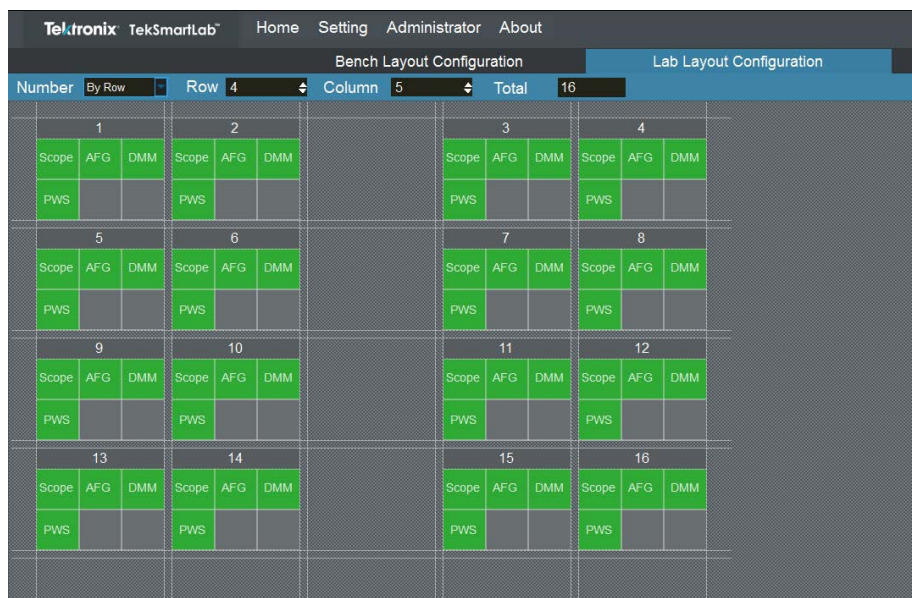 Tektronix TekSmartLab™ Home Setting Administrator About
Bench Layout Configuration Lab Layout Configuration
Number By Row Row 4 Column 5 Total 16
1 2 3 4
Scope AFG DMM Scope AFG DMM Scope AFG DMM Scope AFG DMM
PWS PWS PWS PWS
5 6 7 8
Scope AFG DMM Scope AFG DMM Scope AFG DMM Scope AFG DMM
PWS PWS PWS PWS
9 10 11 12
Scope AFG DMM Scope AFG DMM Scope AFG DMM Scope AFG DMM
PWS PWS PWS PWS
13 14 15 16
Scope AFG DMM Scope AFG DMM Scope AFG DMM Scope AFG DMM
PWS PWS PWS PWS